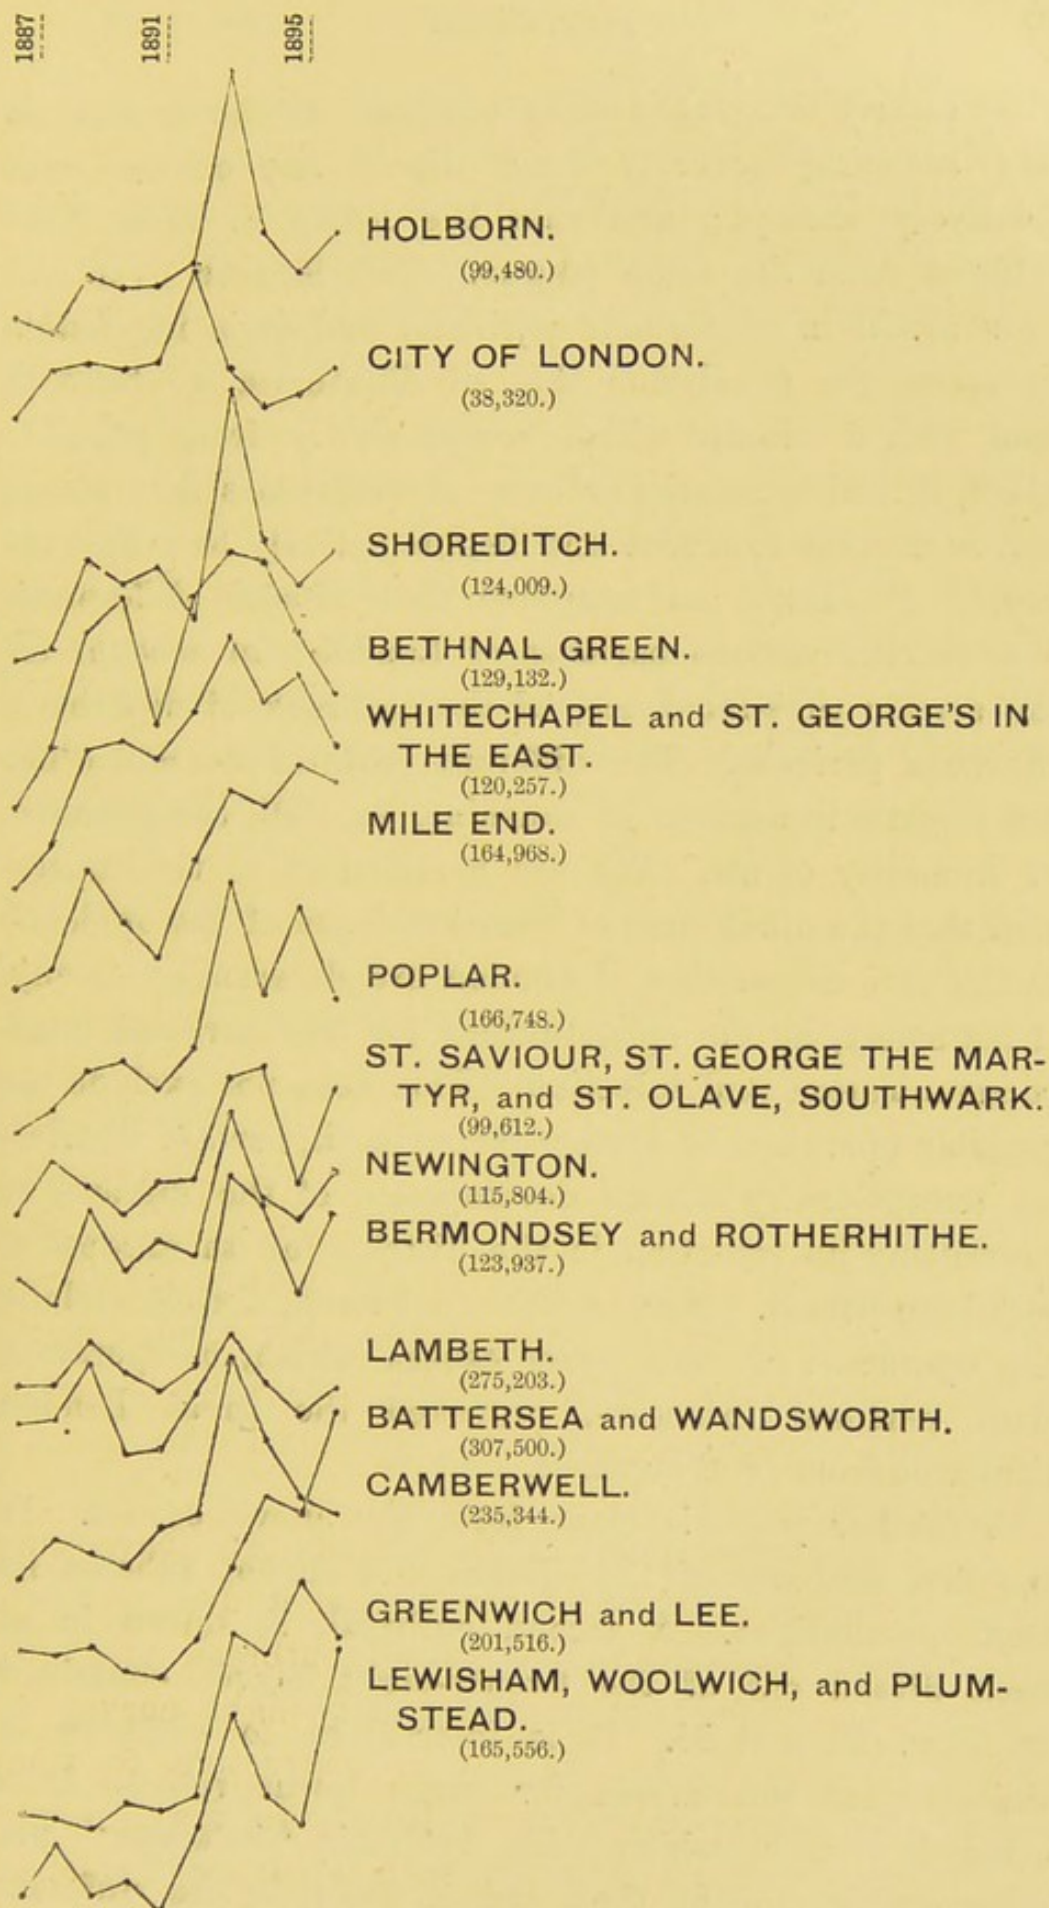 1887
1891
1895
HOLBORN.
(99,480.)
CITY OF LONDON.
(38,320.)
SHOREDITCH.
(124,009.)
BETHNAL GREEN.
(129,132.)
WHITECHAPEL and ST. GEORGE'S IN
THE EAST.
(120,257.)
MILE END.
(164,968.)
POPLAR.
(166,748.)
ST. SAVIOUR, ST. GEORGE THE MAR-
TYR, and ST. OLAVE, SOUTHWARK.
(99,612.)
NEWINGTON.
(115,804.)
BERMONDSEY and ROTHERHITHE.
(123,937.)
LAMBETH.
(275,203.)
BATTERSEA and WANDSWORTH.
(307,500.)
CAMBERWELL.
(235,344.)
GREENWICH and LEE.
(201,516.)
LEWISHAM, WOOLWICH, and PLUM-
STEAD.
(165,556.)